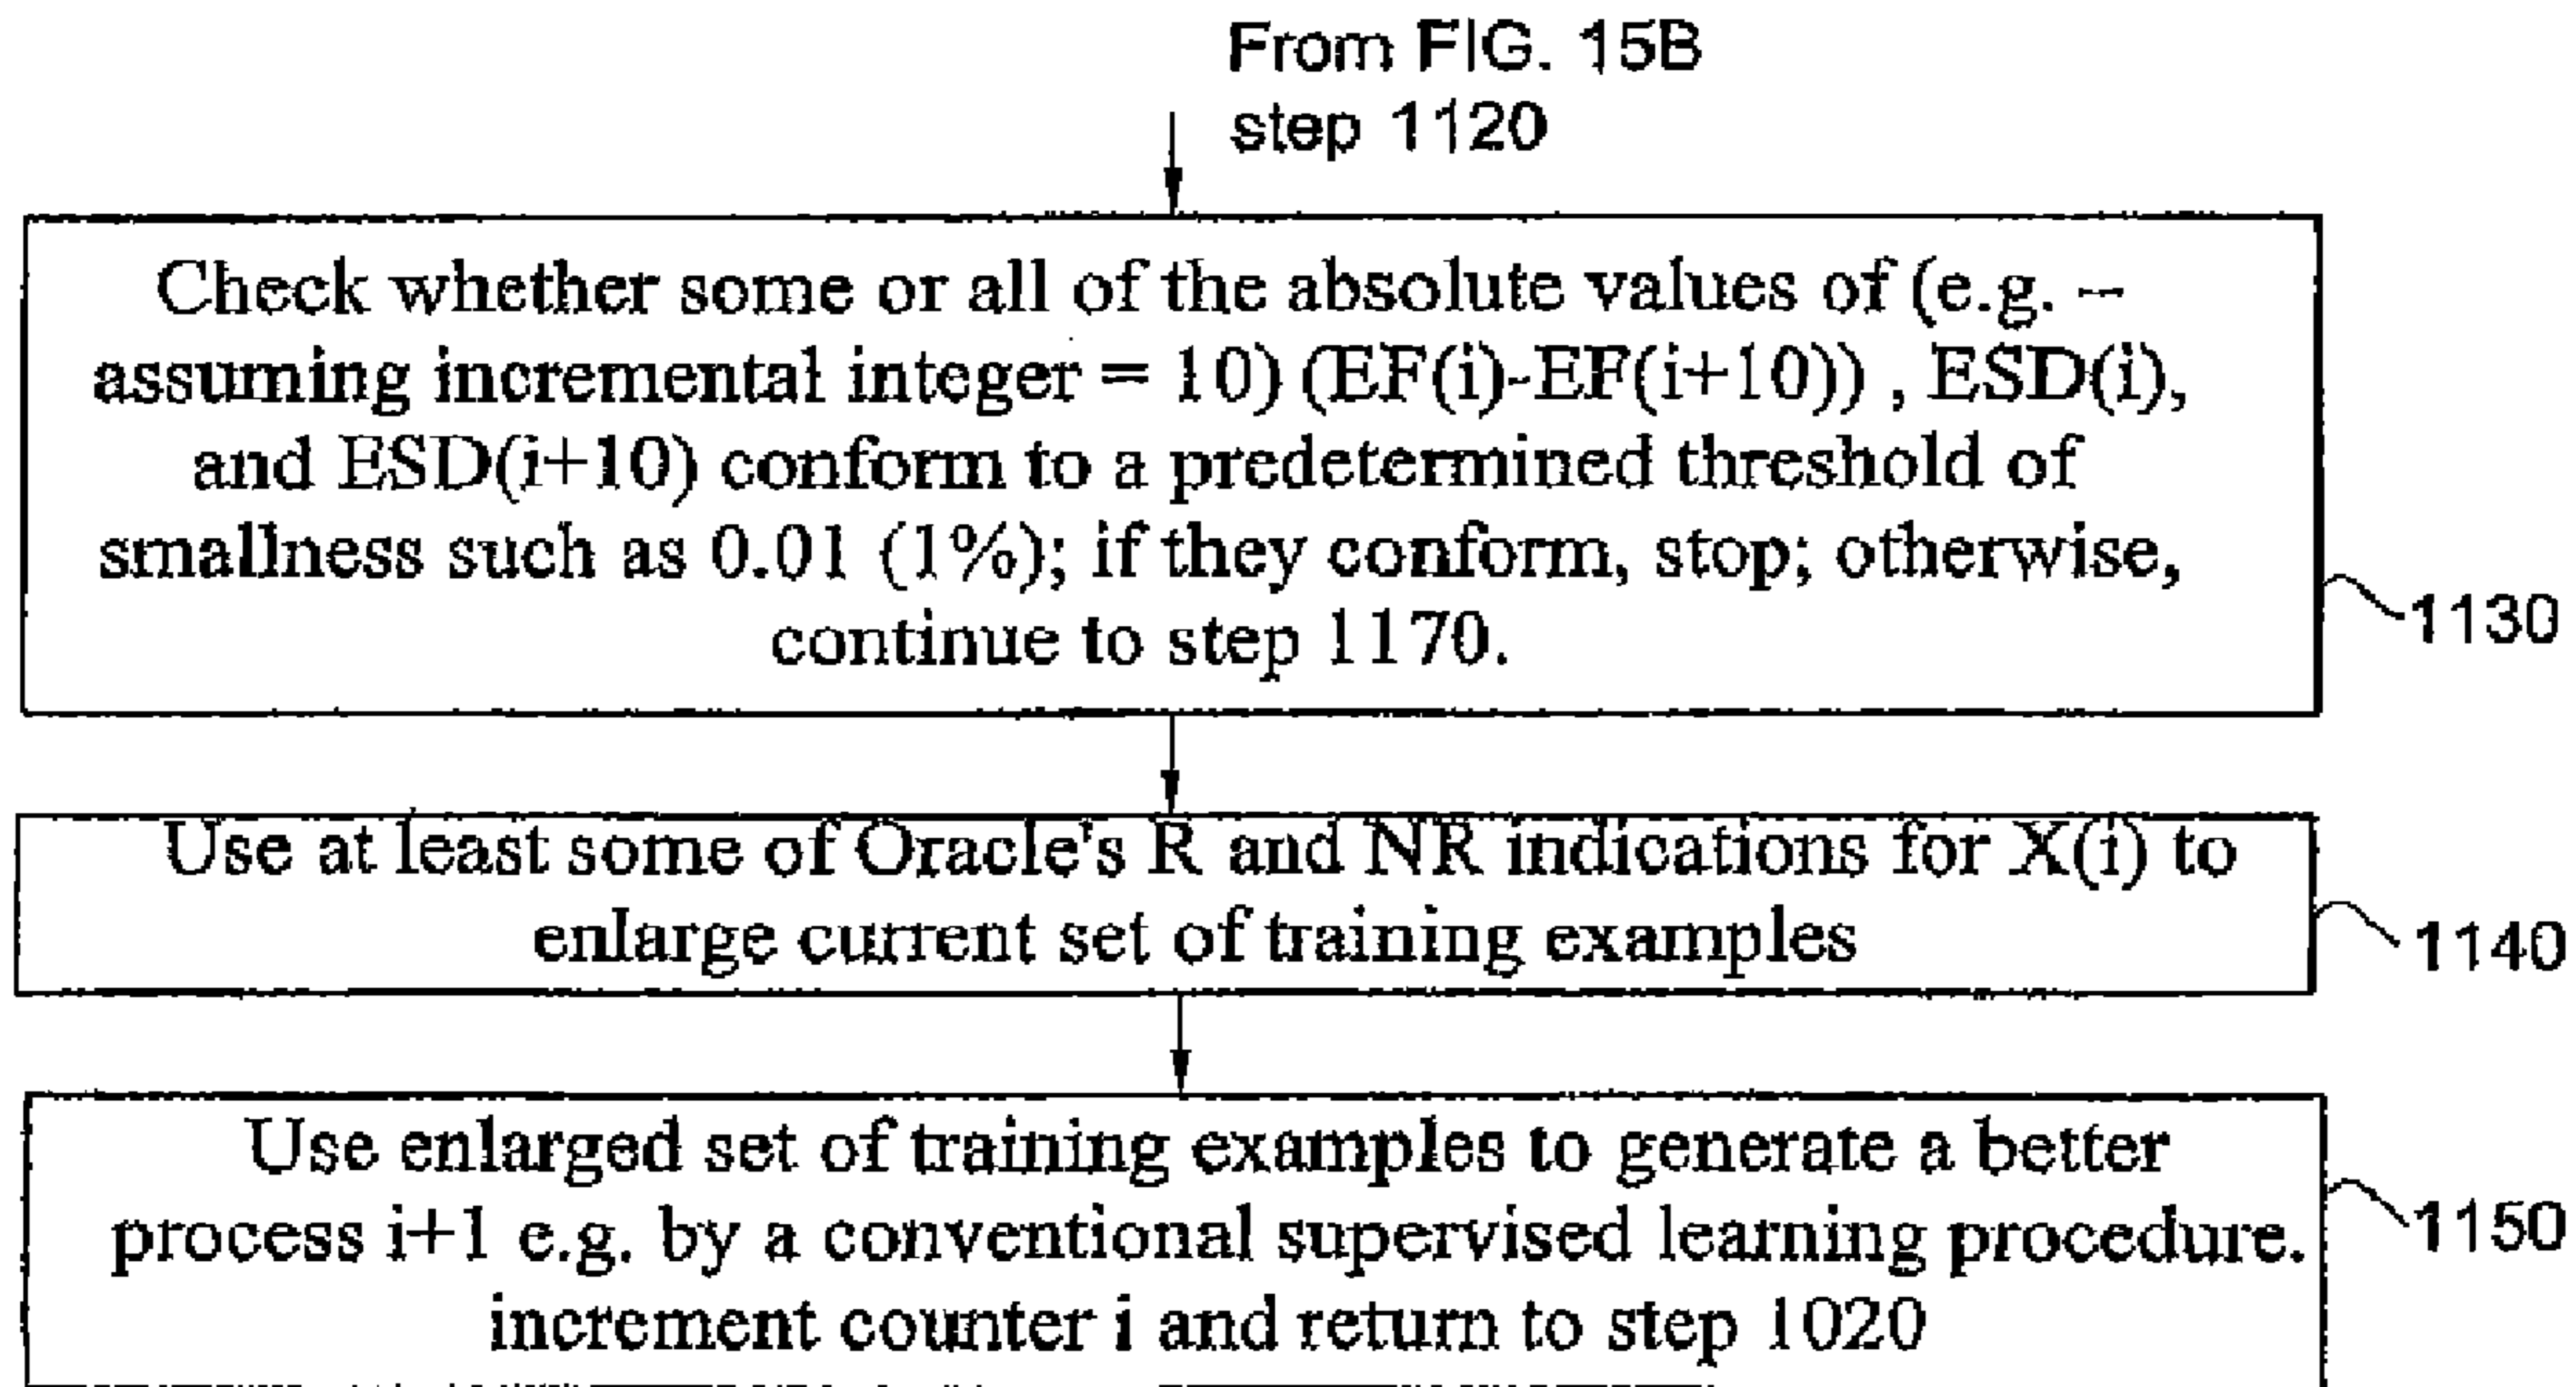 From FIG. 15B
step 1120
Check whether some or all of the absolute values of (e.g. --
assuming incremental integer = 10) (EF(i)-EF(i+10)) , ESD(i),
and ESD(i+10) conform to a predetermined threshold of
smallness such as 0.01 (1%); if they conform, stop; otherwise,
continue to step 1170.
1130
Use at least some of Oracle's R and NR indications for X(i) to
enlarge current set of training examples
1140
Use enlarged set of training examples to generate a better
process i+1 e.g. by a conventional supervised learning procedure.
increment counter i and return to step 1020
1150